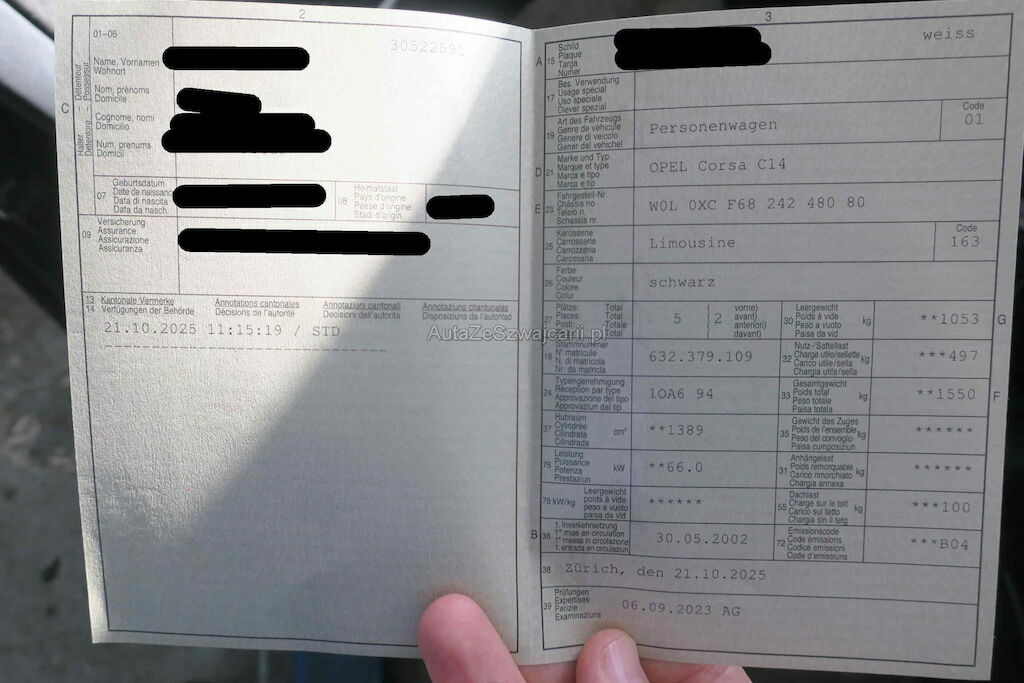 2
01-06
30522591
C
Halter Détenteur
Detentore Possessur
Name, Vornamen
Wohnort
Nom, prénoms
Domicile
Cognome, nomi
Domicilio
Num, prenums
Domicil
07
Geburtsdatum
Date de naissance
Data di nascita
Data da nasch.
08
Heimatstaat
Pays d'origine
Paese d'origine
Stadi d'origin
09
Versicherung
Assurance
Assicurazione
Assicuranza
13
14
Kantonale Vermerke
Verfügungen der Behörde
Annotations cantonales
Décisions de l'autorité
Annotazioni cantonali
Decisioni dell'autorità
Annotaziuns chantunalas
Disposiziuns da l'autoritad
21.10.2025 11:15:19 / STD
AutaZeSzwajcarii.pl
3
A
15
Schild
Plaque
Targa
Numer
weiss
17
Bes. Verwendung
Usage spécial
Uso speciale
Diever spezial
19
Art des Fahrzeugs
Genre de véhicule
Genere di veicolo
Gener dal vehichel
Personenwagen
Code
01
D
21
Marke und Typ
Marque et type
Marca e tipo
Marca e tip
OPEL Corsa C14
E
23
Fahrgestell-Nr.
Châssis no
Telaio n.
Schassis nr.
W0L 0XC F68 242 480 80
25
Karosserie
Carrosserie
Carrozzeria
Carossaria
Limousine
Code
163
26
Farbe
Couleur
Colore
Colur
schwarz
27
Plätze: Total
Places: Total
Posti: Totale
Total
5
2
vorne)
avant)
anteriori)
davant)
30
Leergewicht
Poids à vide
Peso a vuoto
Paisa da vid
kg
**1053
G
18
Stammnummer
N° matricule
N. di matricola
Nr. da matricla
632.379.109
32
Nutz-/Sattellast
Charge utile/sellette
Carico utile/sella
Chargia utila/sella
kg
***497
24
Typengenehmigung
Réception par type
Approvazione del tipo
Approvaziun dal tip
1OA6 94
33
Gesamtgewicht
Poids total
Peso totale
Paisa totala
kg
**1550
F
37
Hubraum
Cylindrée
Cilindrata
Cilindrada
cm³
**1389
35
Gewicht des Zuges
Poids de l'ensemble
Peso del convoglio
Paisa cumposiziun
kg
******
76
Leistung
Puissance
Potenza
Prestaziun
kW
**66.0
31
Anhängelast
Poids remorquable
Carico rimorchiato
Chargia annexa
kg
******
78 kW/kg
Leergewicht
poids à vide
peso a vuoto
paisa da vid
******
55
Dachlast
Charge sur le toit
Carico sul tetto
Chargia sin il tetg
kg
***100
B
36
1. Inverkehrsetzung
1re mise en circulation
1a messa in circolazione
1. entrada en circulaziun
30.05.2002
72
Emissionscode
Code émissions
Codice emissioni
Code d'emissiuns
***B04
38
Zürich, den 21.10.2025
39
Prüfungen
Expertises
Perizie
Examinaziuns
06.09.2023 AG